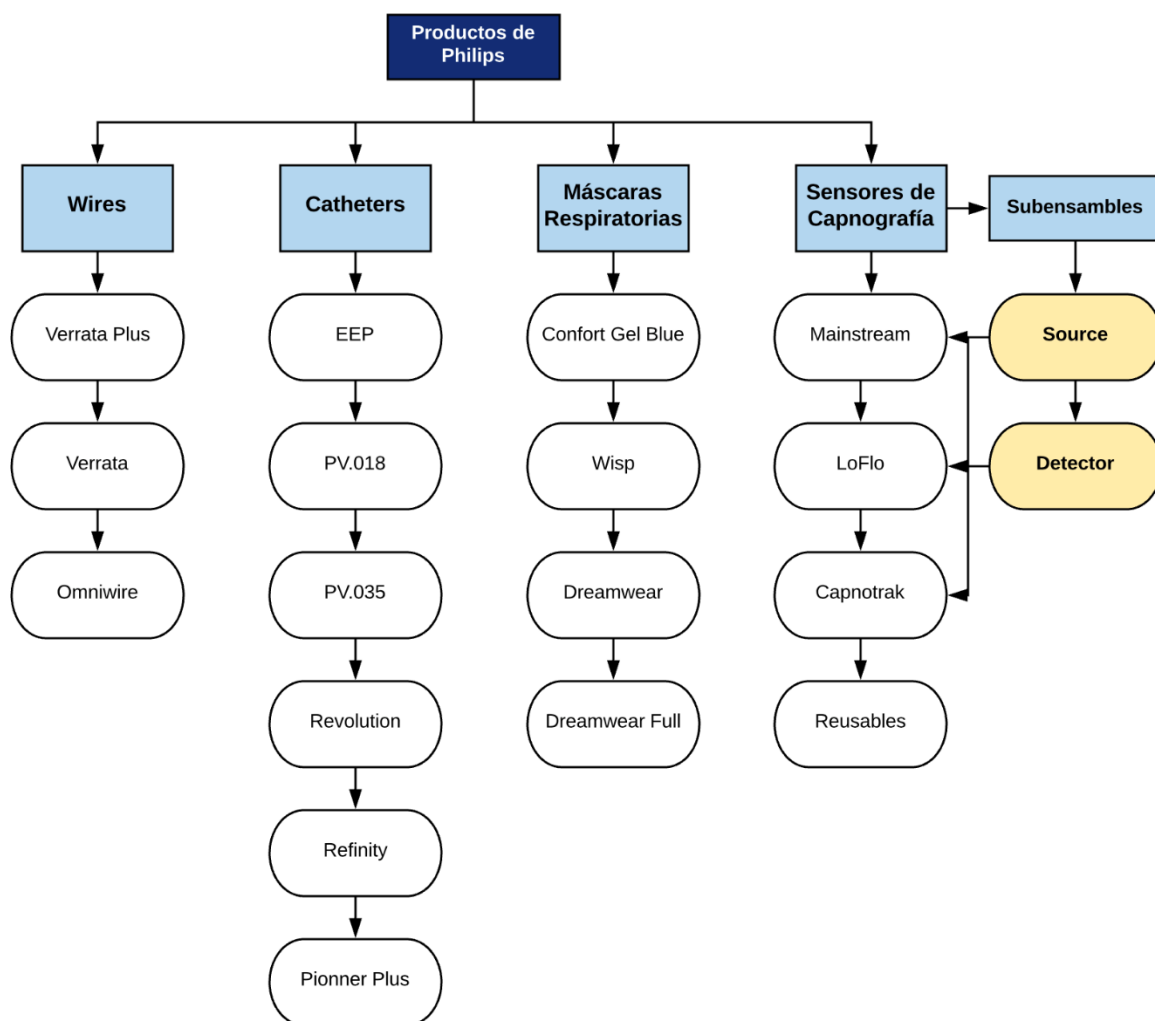 Productos de
Philips
Wires
Catheters
Máscaras
Respiratorias
Sensores de
Capnografía
Subensambles
Verrata Plus
EEP
Confort Gel Blue
Mainstream
Source
Verrata
PV.018
Wisp
LoFlo
Detector
Omniwire
PV.035
Dreamwear
Capnotrak
Revolution
Dreamwear Full
Reusables
Refinity
Pionner Plus